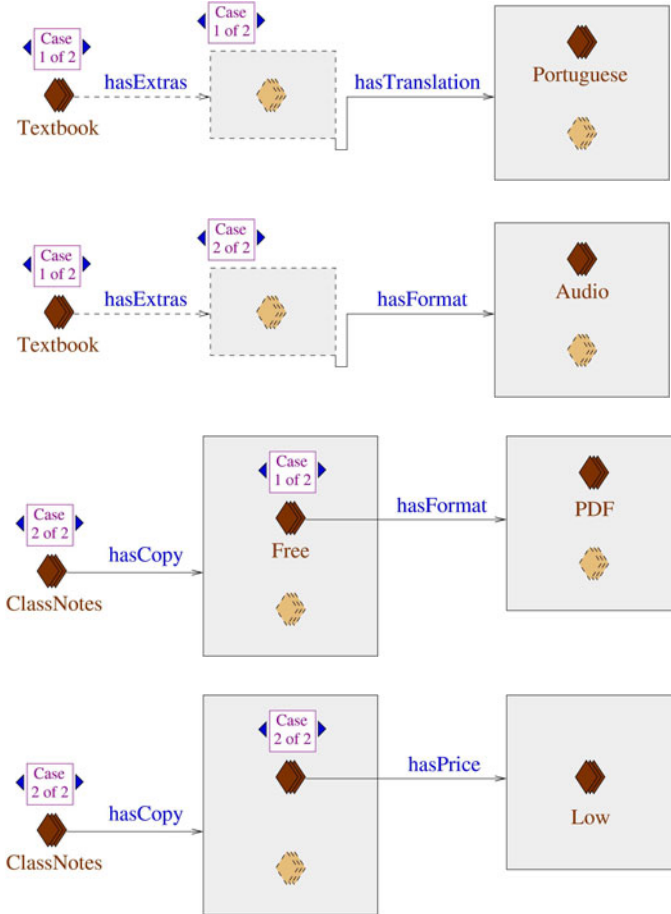 Case
1 of 2
Case
1 of 2
hasExtras
hasTranslation
Portuguese
Textbook
Case
1 of 2
Case
2 of 2
hasExtras
hasFormat
Audio
Textbook
Case
1 of 2
Case
2 of 2
hasFormat
PDF
Free
hasCopy
ClassNotes
Case
2 of 2
Case
2 of 2
hasPrice
hasCopy
Low
ClassNotes